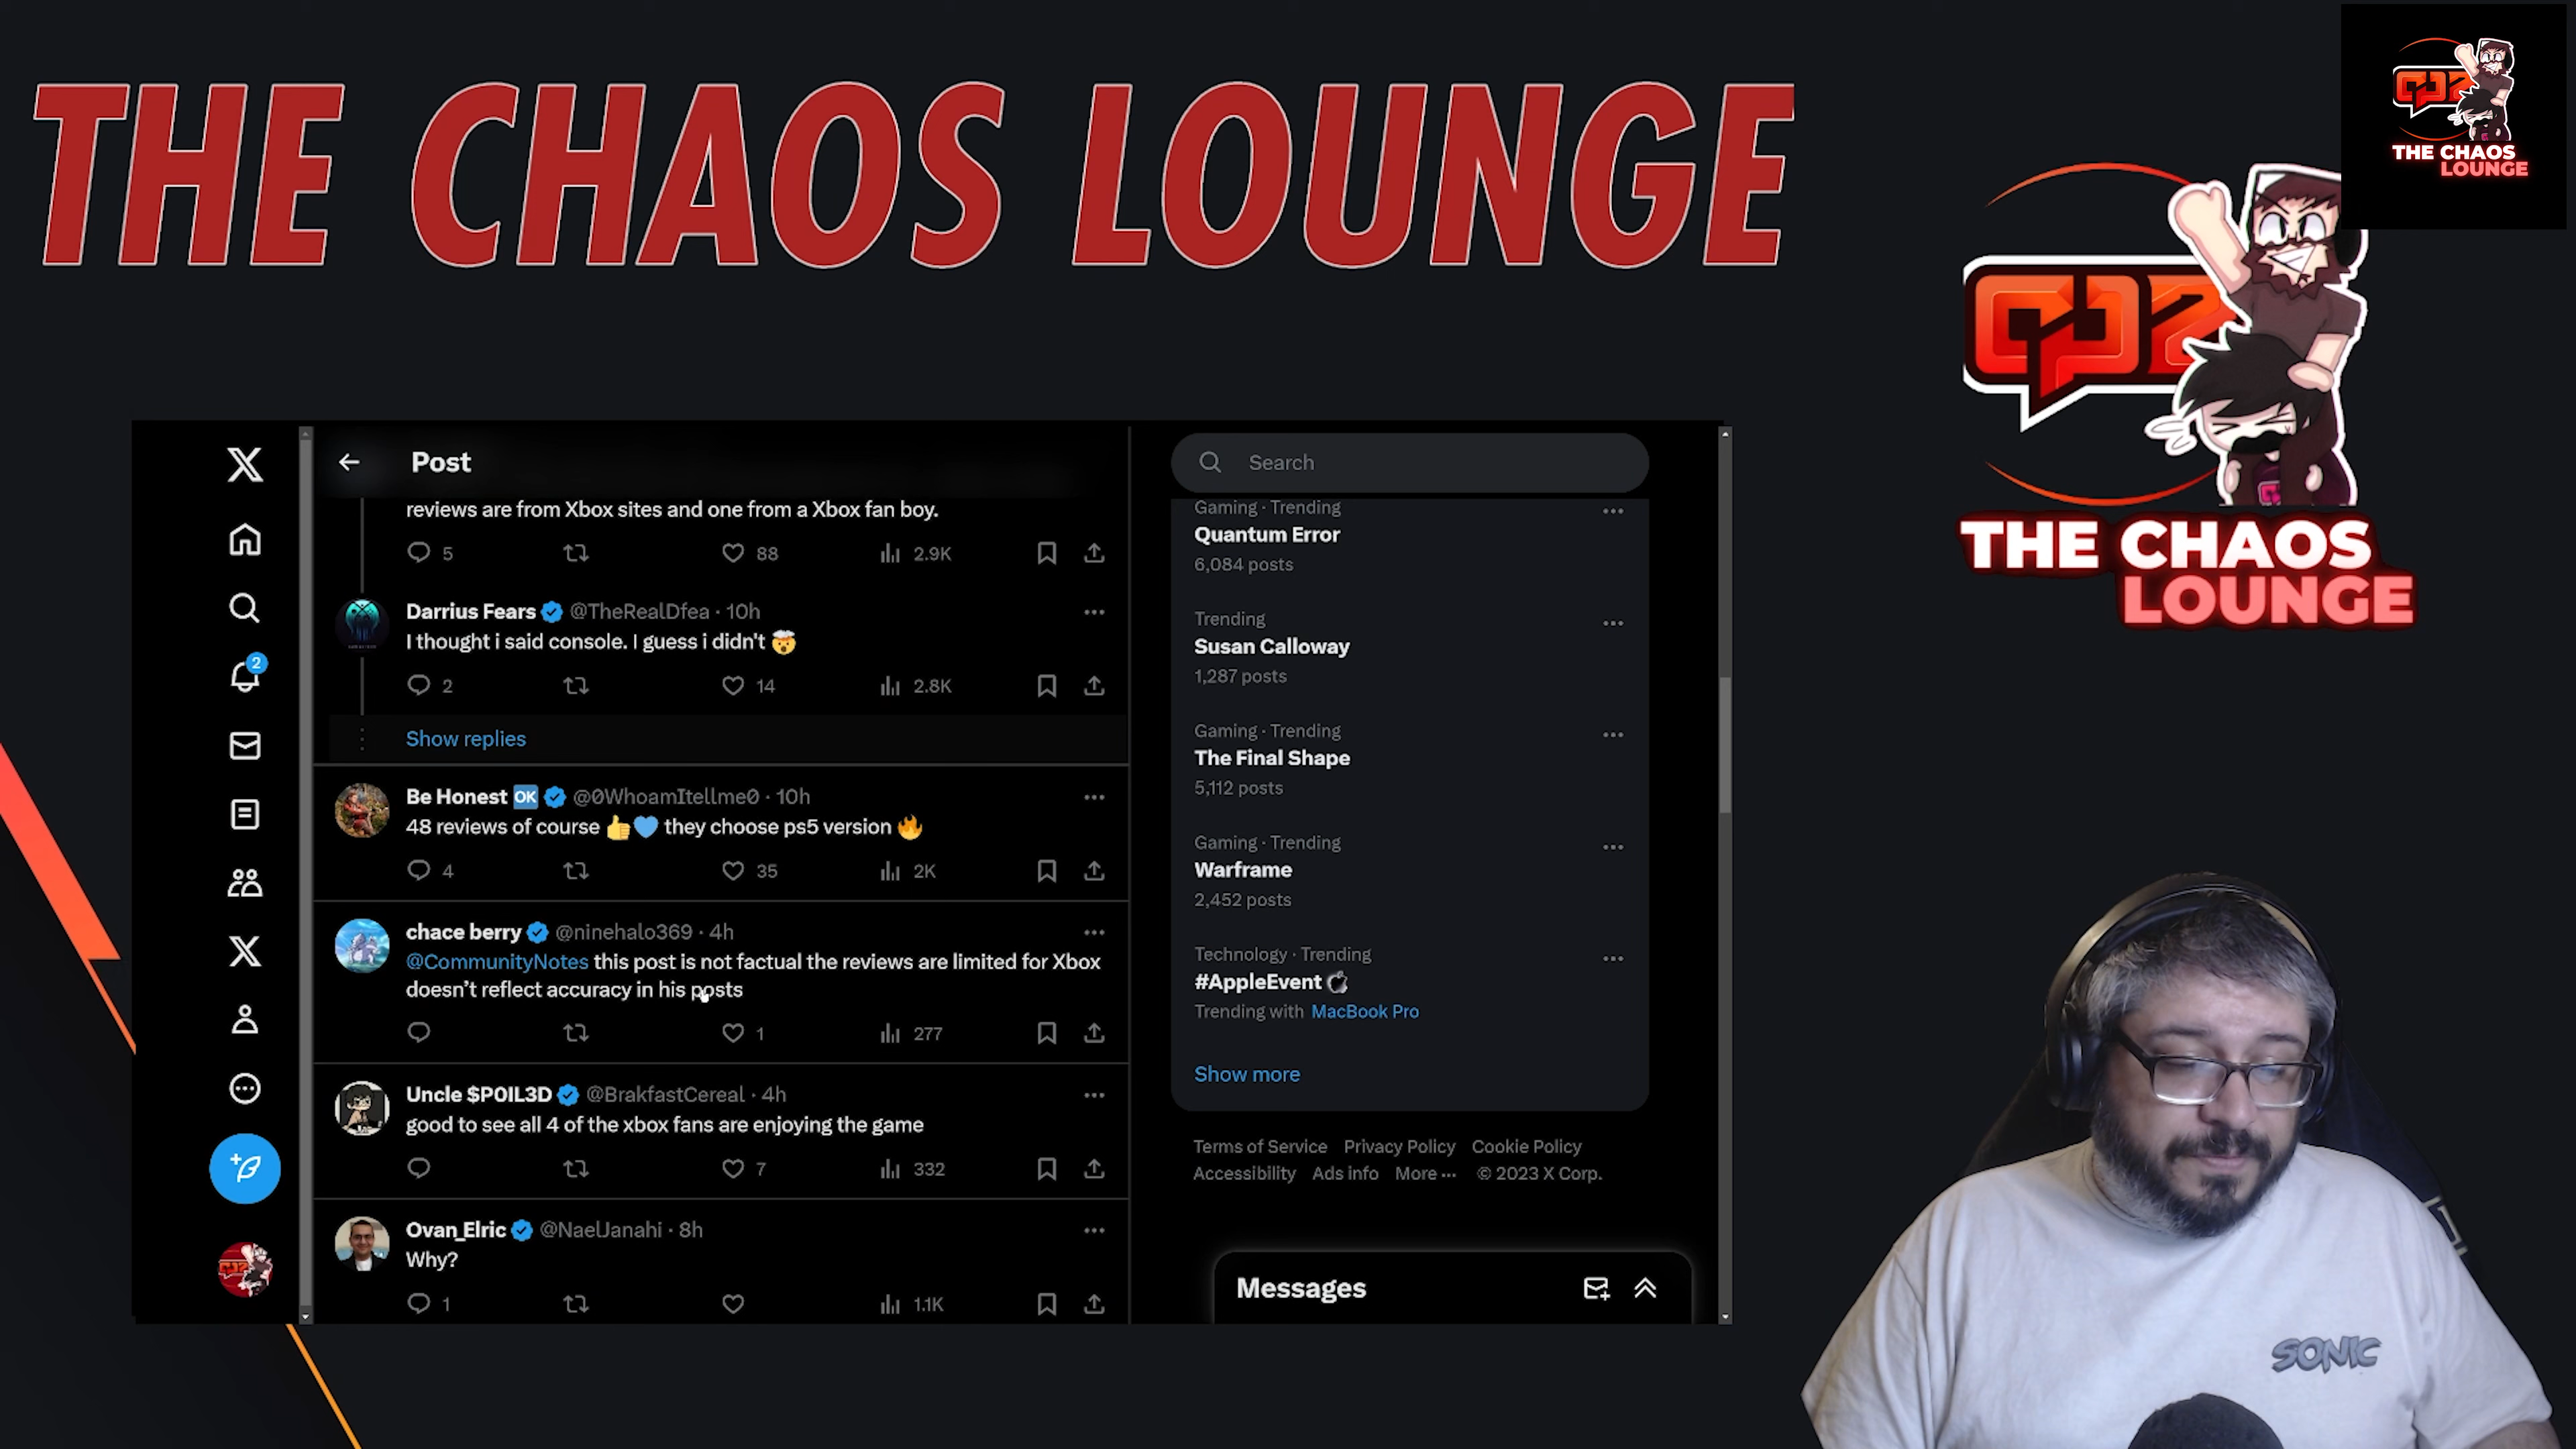 THE CHAOS LOUNGE
THE CHAOS
LOUNGE
THE CHAOS
LOUNGE
Post
reviews are from Xbox sites and one from a Xbox fan boy.
5 88 2.9K
Darrius Fears @TheRealDfea · 10h
I thought i said console. I guess i didn't 🤯
2 14 2.8K
Show replies
Be Honest 🆗 @0WhoamItellme0 · 10h
48 reviews of course 👍💙 they choose ps5 version 🔥
4 35 2K
chace berry @ninehalo369 · 4h
@CommunityNotes this post is not factual the reviews are limited for Xbox
doesn't reflect accuracy in his posts
1 277
Uncle $P0IL3D @BrakfastCereal · 4h
good to see all 4 of the xbox fans are enjoying the game
7 332
Ovan_Elric @NaelJanahi · 8h
Why?
1 1.1K
2
Search
Gaming · Trending
Quantum Error
6,084 posts
Trending
Susan Calloway
1,287 posts
Gaming · Trending
The Final Shape
5,112 posts
Gaming · Trending
Warframe
2,452 posts
Technology · Trending
#AppleEvent
Trending with MacBook Pro
Show more
Terms of Service Privacy Policy Cookie Policy
Accessibility Ads info More ··· © 2023 X Corp.
Messages
SONIC